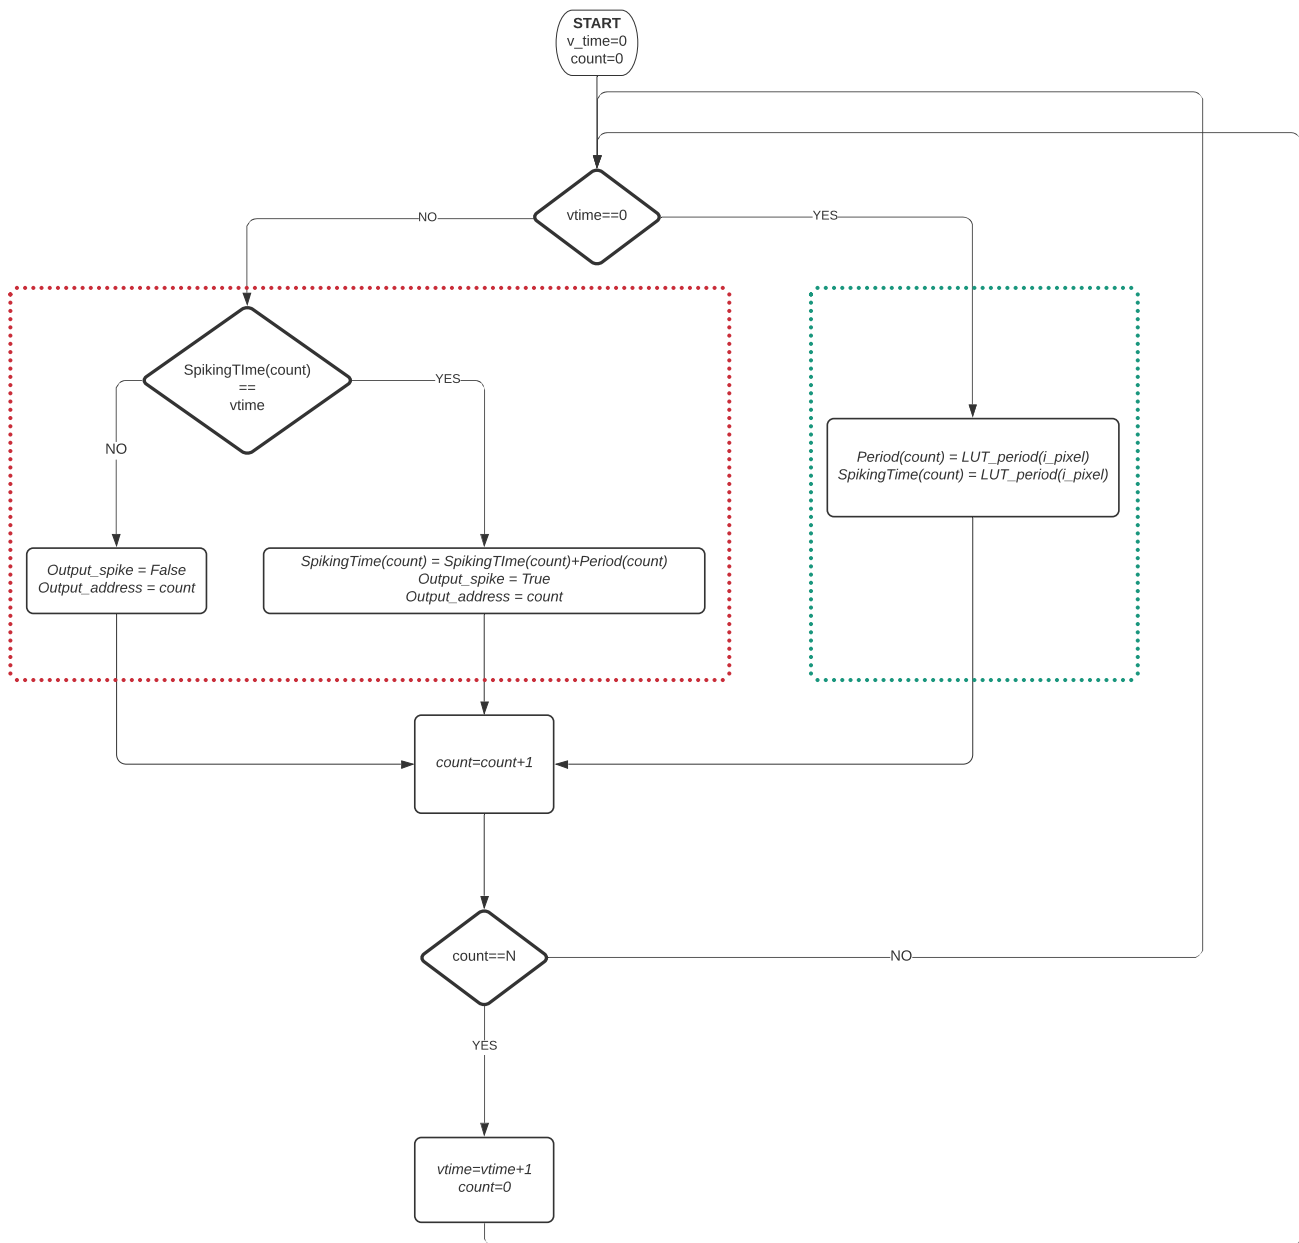 START
v_time=0
count=0
vtime==0
NO
YES
SpikingTIme(count)
==
vtime
YES
NO
Period(count) = LUT_period(i_pixel)
SpikingTime(count) = LUT_period(i_pixel)
Output_spike = False
Output_address = count
SpikingTime(count) = SpikingTIme(count)+Period(count)
Output_spike = True
Output_address = count
count=count+1
count==N
NO
YES
vtime=vtime+1
count=0